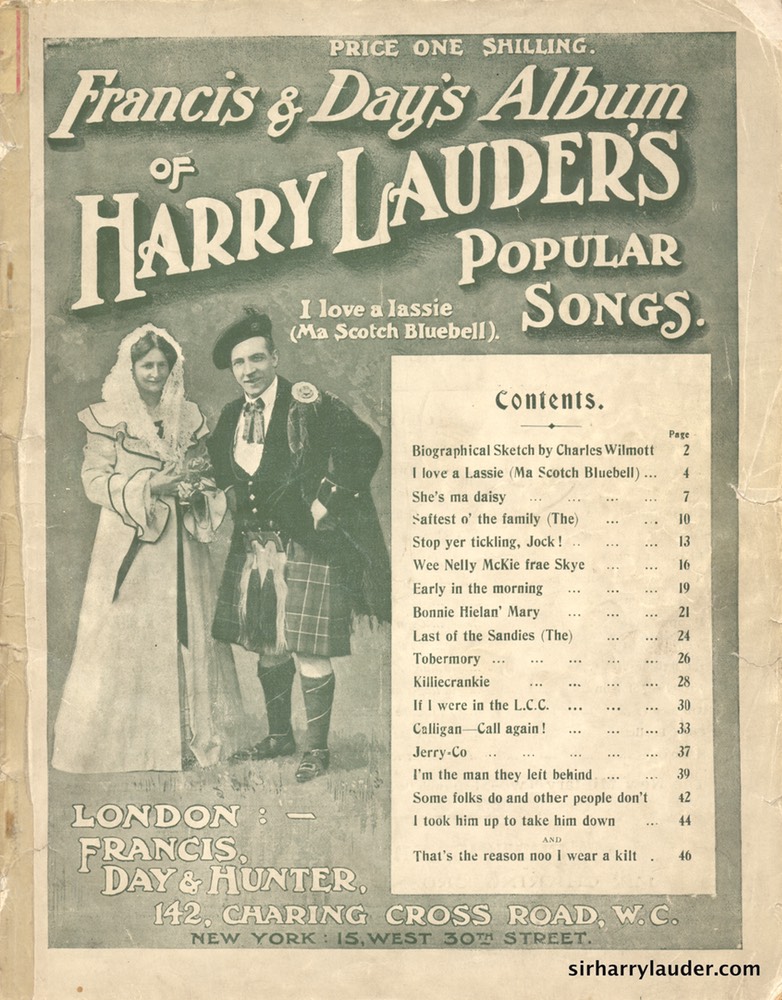 PRICE ONE SHILLING.
Francis & Day's Album
OF
HARRY LAUDER'S
POPULAR
SONGS.
I love a lassie
(Ma Scotch Bluebell).
Contents.
Page
Biographical Sketch by Charles Wilmott 2
I love a Lassie (Ma Scotch Bluebell) ... 4
She's ma daisy ... ... ... 7
Saftest o' the family (The) ... .. 10
Stop yer tickling, Jock! .. ... ... 13
Wee Nelly McKie frae Skye ... ... 16
Early in the morning ... ... ... 19
Bonnie Hielan' Mary ... ... ... 21
Last of the Sandies (The) ... ... 24
Tobermory ... ... ... ... ... 26
Killiecrankie ... ... ... ... 28
If I were in the L.C.C. ... ... ... 30
Calligan—Call again! ... ... ... 33
Jerry-Co .. ... ... ... ... 37
I'm the man they left behind ... ... 39
Some folks do and other people don't 42
I took him up to take him down ... 44
AND
That's the reason noo I wear a kilt . 46
LONDON : —
FRANCIS,
DAY & HUNTER,
142, CHARING CROSS ROAD, W.C.
NEW YORK : 15, WEST 30TH STREET.
sirharrylauder.com